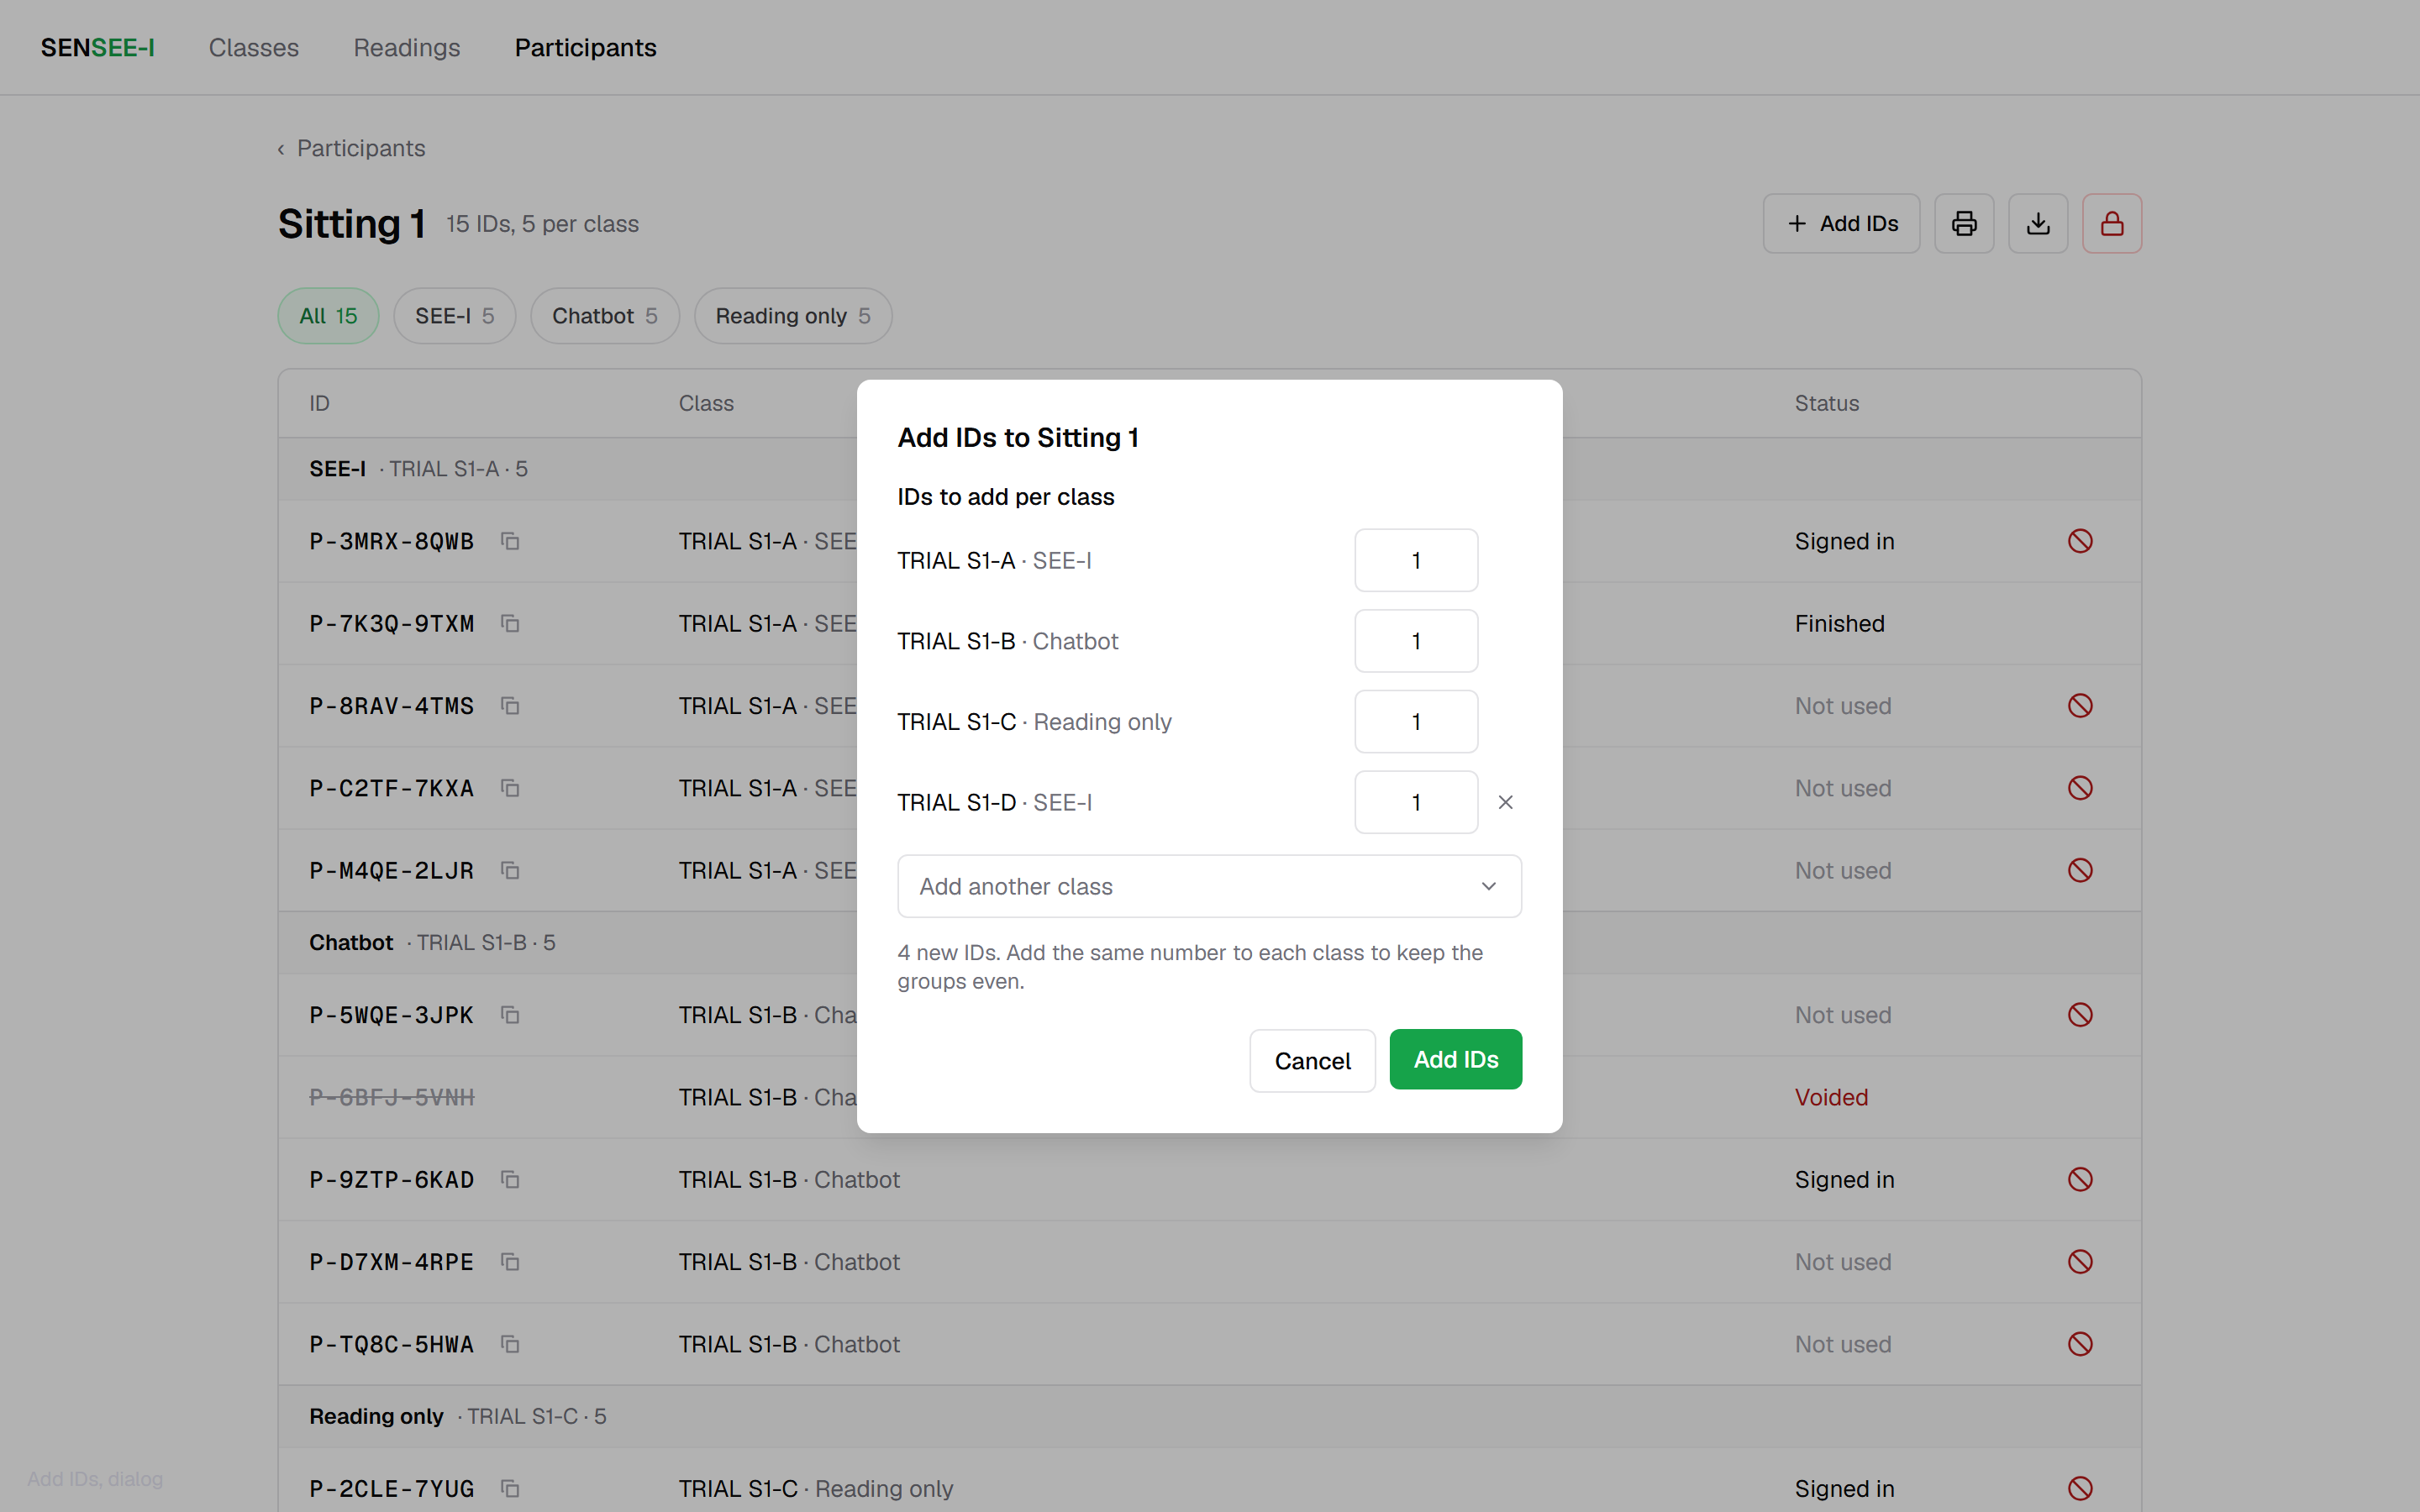 SENSEE-I Classes Readings Participants
‹ Participants
Sitting 1 15 IDs, 5 per class
+ Add IDs
All 15 SEE-I 5 Chatbot 5 Reading only 5
ID Class Status
SEE-I · TRIAL S1-A · 5
P-3MRX-8QWB TRIAL S1-A · SEE Signed in
P-7K3Q-9TXM TRIAL S1-A · SEE Finished
P-8RAV-4TMS TRIAL S1-A · SEE Not used
P-C2TF-7KXA TRIAL S1-A · SEE Not used
P-M4QE-2LJR TRIAL S1-A · SEE Not used
Chatbot · TRIAL S1-B · 5
P-5WQE-3JPK TRIAL S1-B · Cha Not used
P-6BFJ-5VNH TRIAL S1-B · Cha Voided
P-9ZTP-6KAD TRIAL S1-B · Chatbot Signed in
P-D7XM-4RPE TRIAL S1-B · Chatbot Not used
P-TQ8C-5HWA TRIAL S1-B · Chatbot Not used
Reading only · TRIAL S1-C · 5
P-2CLE-7YUG TRIAL S1-C · Reading only Signed in
Add IDs to Sitting 1
IDs to add per class
TRIAL S1-A · SEE-I 1
TRIAL S1-B · Chatbot 1
TRIAL S1-C · Reading only 1
TRIAL S1-D · SEE-I 1
Add another class
4 new IDs. Add the same number to each class to keep the
groups even.
Cancel Add IDs
Add IDs, dialog